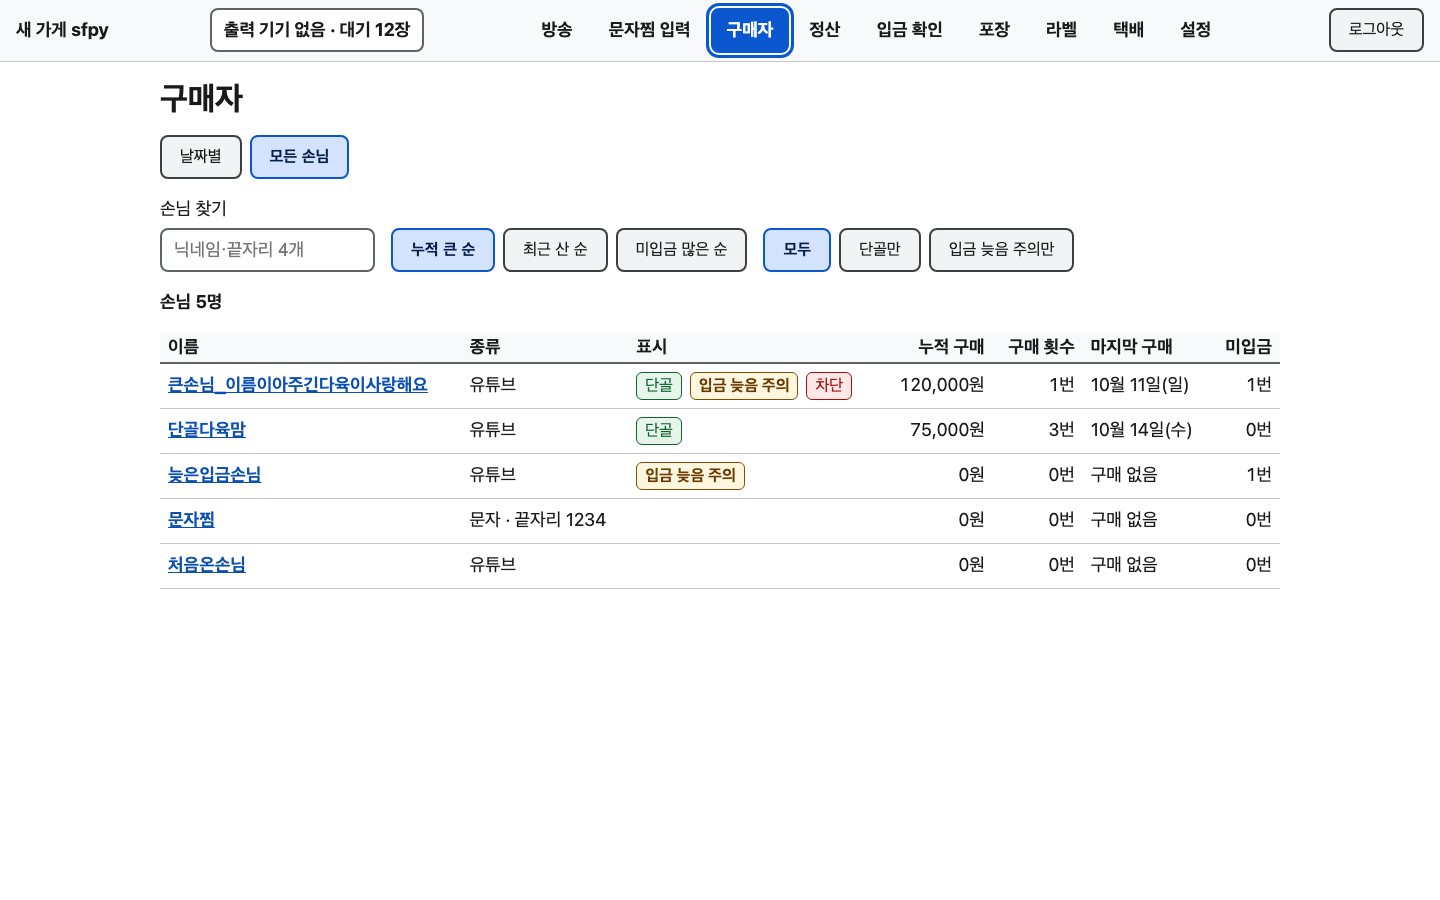 새 가게 sfpy 출력 기기 없음 · 대기 12장 방송 문자찜 입력 구매자 정산 입금 확인 포장 라벨 택배 설정 로그아웃
구매자
날짜별 모든 손님
손님 찾기
닉네임·끝자리 4개 누적 큰 순 최근 산 순 미입금 많은 순 모두 단골만 입금 늦음 주의만
손님 5명
이름 종류 표시 누적 구매 구매 횟수 마지막 구매 미입금
큰손님_이름이아주긴다육이사랑해요 유튜브 단골 입금 늦음 주의 차단 120,000원 1번 10월 11일(일) 1번
단골다육맘 유튜브 단골 75,000원 3번 10월 14일(수) 0번
늦은입금손님 유튜브 입금 늦음 주의 0원 0번 구매 없음 1번
문자찜 문자 · 끝자리 1234 0원 0번 구매 없음 0번
처음온손님 유튜브 0원 0번 구매 없음 0번